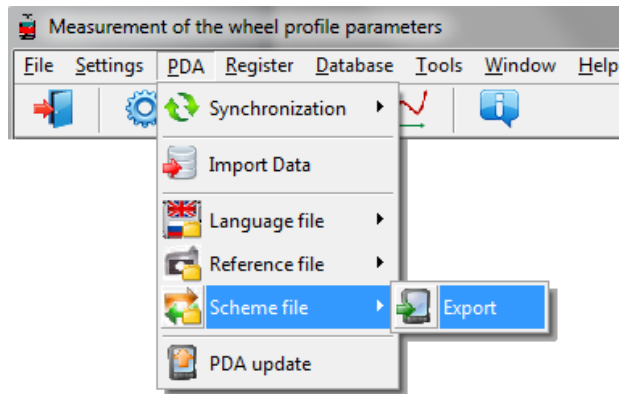 Measurement of the wheel profile parameters
File Settings PDA Register Database Tools Window Help
Synchronization
Import Data
Language file
Reference file
Scheme file
Export
PDA update